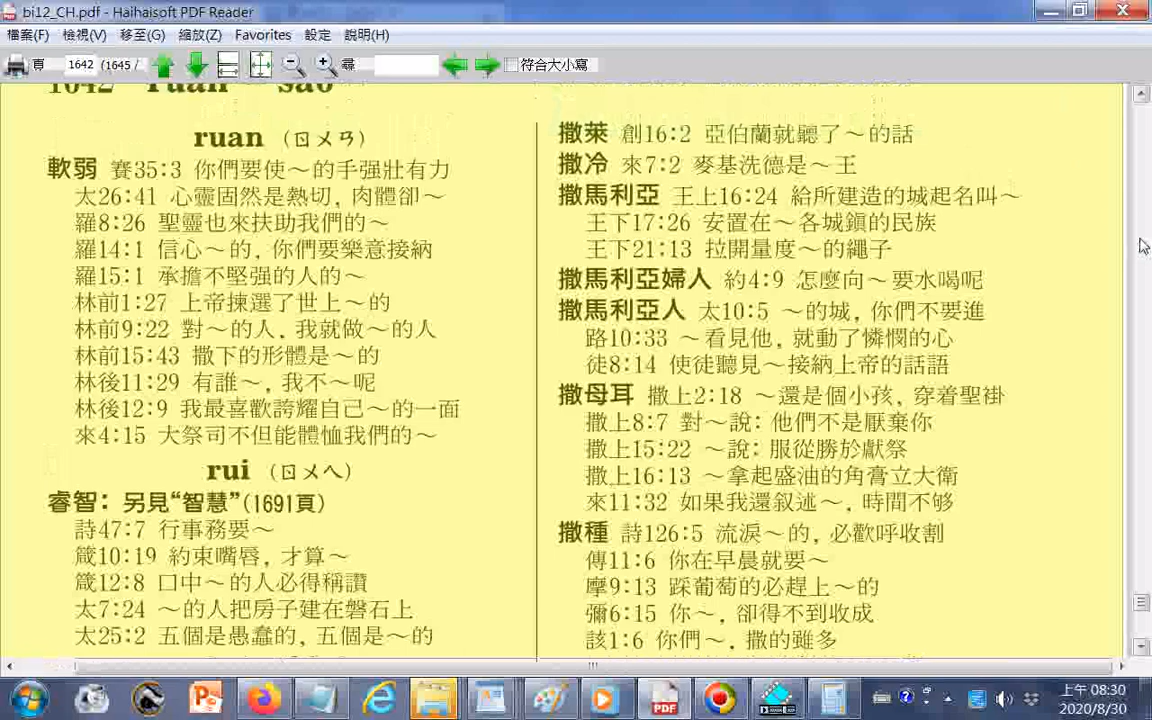 bi12_CH.pdf - Haihaisoft PDF Reader
檔案(F) 檢視(V) 移至(G) 縮放(Z) Favorites 設定 說明(H)
頁 1642 (1645 / 尋 符合大小寫
1642 ruan sao
ruan (ㄖㄨㄢ)
軟弱 賽35:3 你們要使～的手强壯有力
太26:41 心靈固然是熱切, 肉體卻～
羅8:26 聖靈也來扶助我們的～
羅14:1 信心～的, 你們要樂意接納
羅15:1 承擔不堅强的人的～
林前1:27 上帝揀選了世上～的
林前9:22 對～的人, 我就做～的人
林前15:43 撒下的形體是～的
林後11:29 有誰～, 我不～呢
林後12:9 我最喜歡誇耀自己～的一面
來4:15 大祭司不但能體恤我們的～
rui (ㄖㄨㄟ)
睿智: 另見“智慧”(1691頁)
詩47:7 行事務要～
箴10:19 約束嘴唇, 才算～
箴12:8 口中～的人必得稱讚
太7:24 ～的人把房子建在磐石上
太25:2 五個是愚蠢的, 五個是～的
撒萊 創16:2 亞伯蘭就聽了～的話
撒冷 來7:2 麥基洗德是～王
撒馬利亞 王上16:24 給所建造的城起名叫～
王下17:26 安置在～各城鎮的民族
王下21:13 拉開量度～的繩子
撒馬利亞婦人 約4:9 怎麼向～要水喝呢
撒馬利亞人 太10:5 ～的城, 你們不要進
路10:33 ～看見他, 就動了憐憫的心
徒8:14 使徒聽見～接納上帝的話語
撒母耳 撒上2:18 ～還是個小孩, 穿着聖褂
撒上8:7 對～說: 他們不是厭棄你
撒上15:22 ～說: 服從勝於獻祭
撒上16:13 ～拿起盛油的角膏立大衛
來11:32 如果我還叙述～, 時間不够
撒種 詩126:5 流淚～的, 必歡呼收割
傳11:6 你在早晨就要～
摩9:13 踩葡萄的必趕上～的
彌6:15 你～, 卻得不到收成
該1:6 你們～, 撒的雖多
上午 08:30
2020/8/30